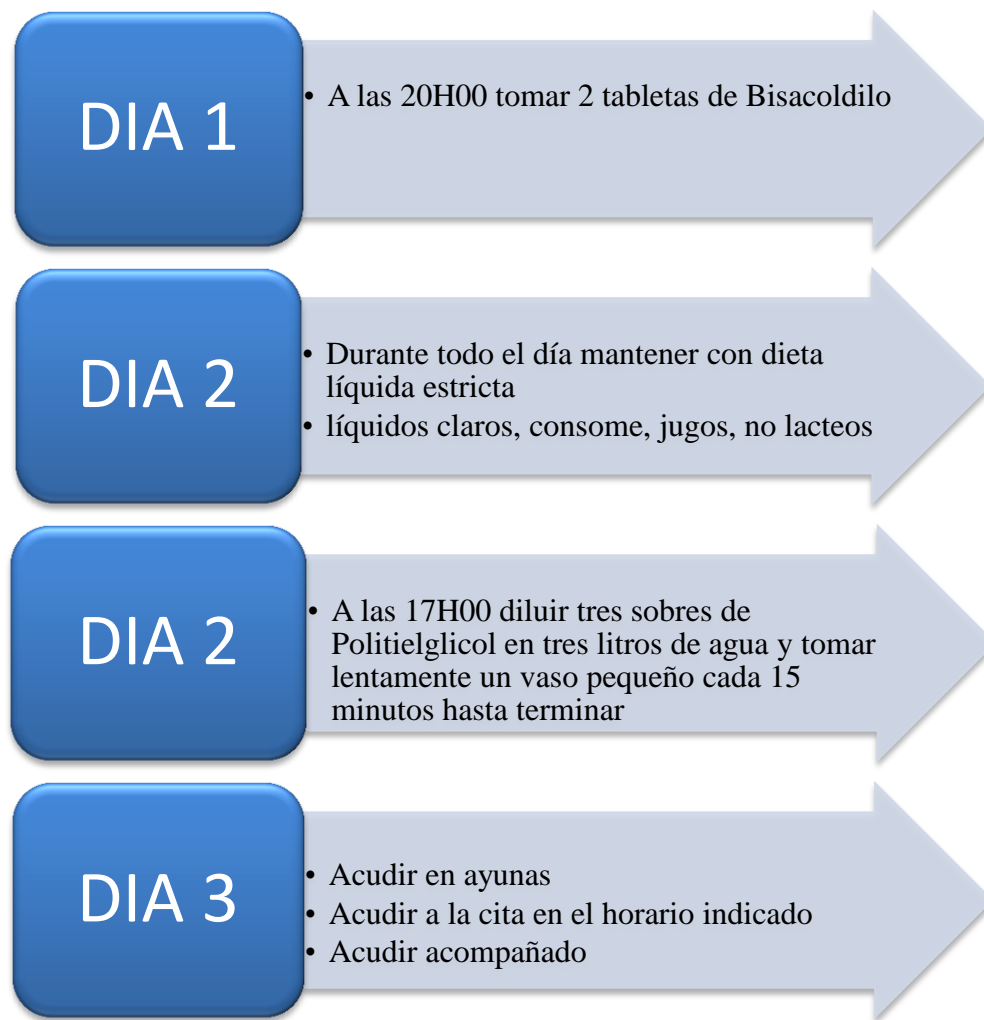 DIA 1
• A las 20H00 tomar 2 tabletas de Bisacoldilo
DIA 2
• Durante todo el día mantener con dieta
líquida estricta
• líquidos claros, consome, jugos, no lacteos
DIA 2
• A las 17H00 diluir tres sobres de
Politielglicol en tres litros de agua y tomar
lentamente un vaso pequeño cada 15
minutos hasta terminar
DIA 3
• Acudir en ayunas
• Acudir a la cita en el horario indicado
• Acudir acompañado